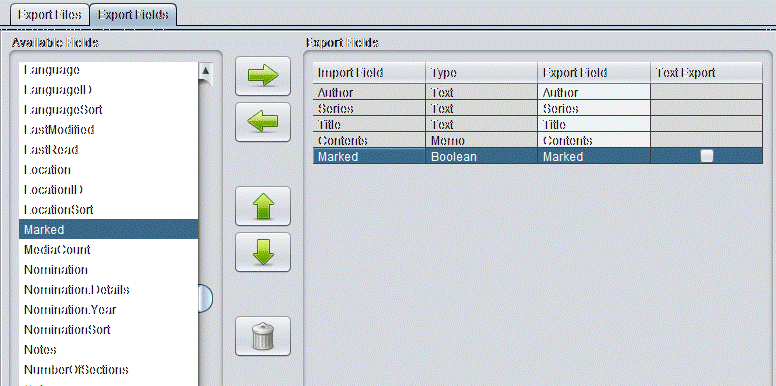 Export Files Export Fields
Available Fields
Language
LanguageID
LanguageSort
LastModified
LastRead
Location
LocationID
LocationSort
Marked
MediaCount
Nomination
Nomination.Details
Nomination.Year
NominationSort
Notes
NumberOfSections
Export Fields
Import Field Type Export Field Text Export
Author Text Author
Series Text Series
Title Text Title
Contents Memo Contents
Marked Boolean Marked